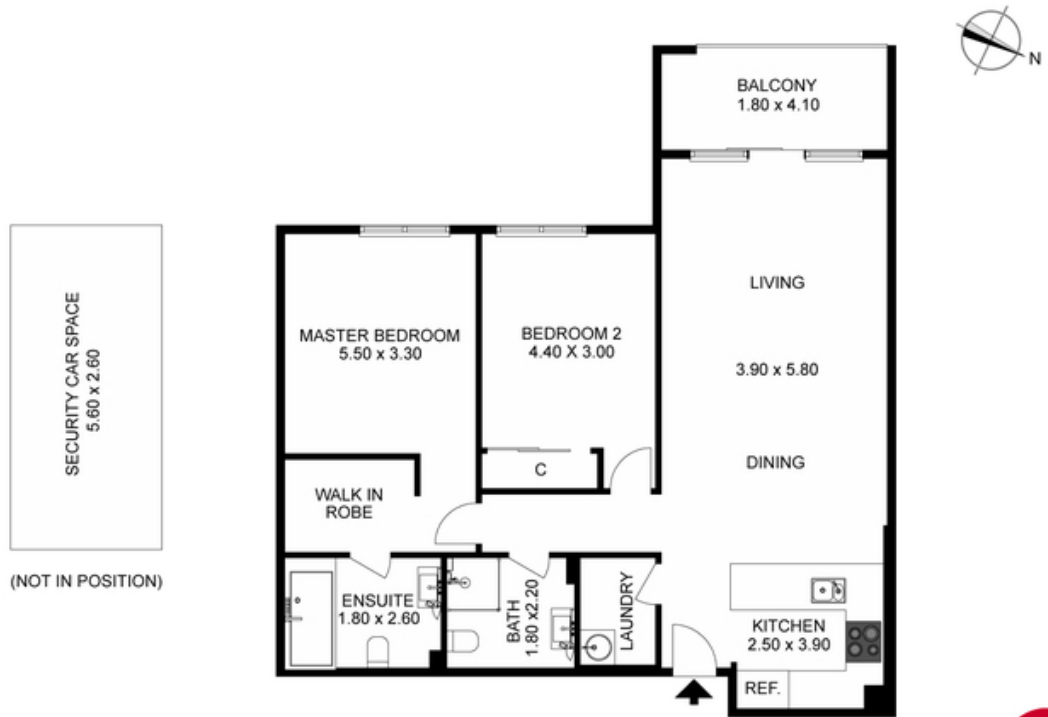 N
BALCONY
1.80 x 4.10
SECURITY CAR SPACE
5.60 x 2.60
(NOT IN POSITION)
MASTER BEDROOM
5.50 x 3.30
BEDROOM 2
4.40 X 3.00
LIVING
3.90 x 5.80
DINING
C
WALK IN
ROBE
ENSUITE
1.80 x 2.60
BATH
1.80 x2.20
LAUNDRY
KITCHEN
2.50 x 3.90
REF.